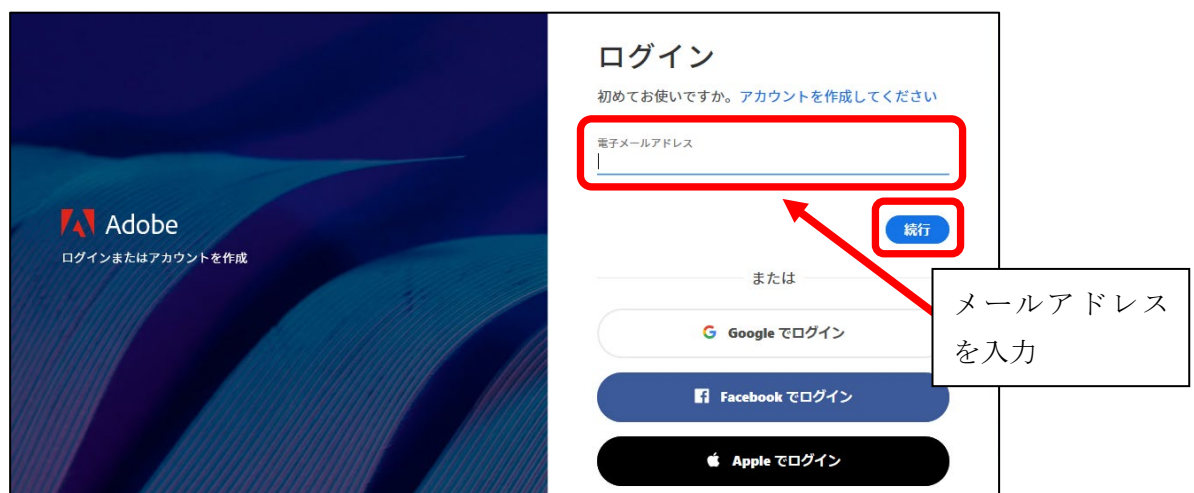 Adobe
ログインまたはアカウントを作成
ログイン
初めてお使いですか。アカウントを作成してください
電子メールアドレス
続行
または
G Google でログイン
f Facebook でログイン
Apple でログイン
メールアドレス
を入力